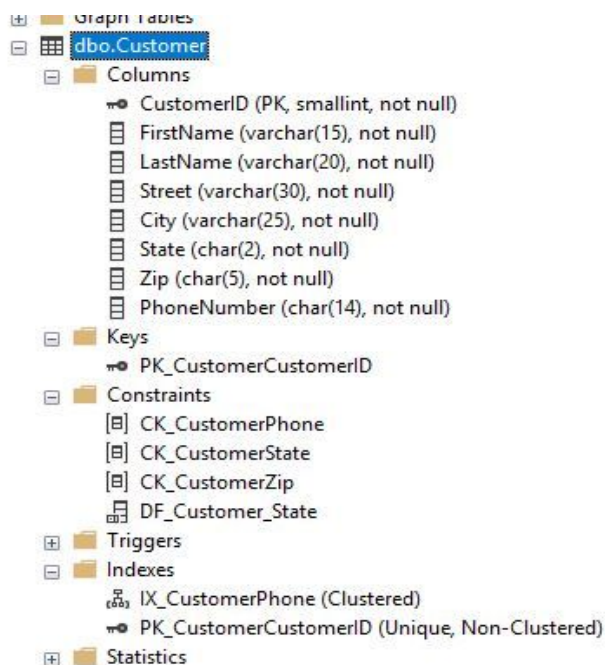 Graph Tables
dbo.Customer
Columns
CustomerID (PK, smallint, not null)
FirstName (varchar(15), not null)
LastName (varchar(20), not null)
Street (varchar(30), not null)
City (varchar(25), not null)
State (char(2), not null)
Zip (char(5), not null)
PhoneNumber (char(14), not null)
Keys
PK_CustomerCustomerID
Constraints
CK_CustomerPhone
CK_CustomerState
CK_CustomerZip
DF_Customer_State
Triggers
Indexes
IX_CustomerPhone (Clustered)
PK_CustomerCustomerID (Unique, Non-Clustered)
Statistics